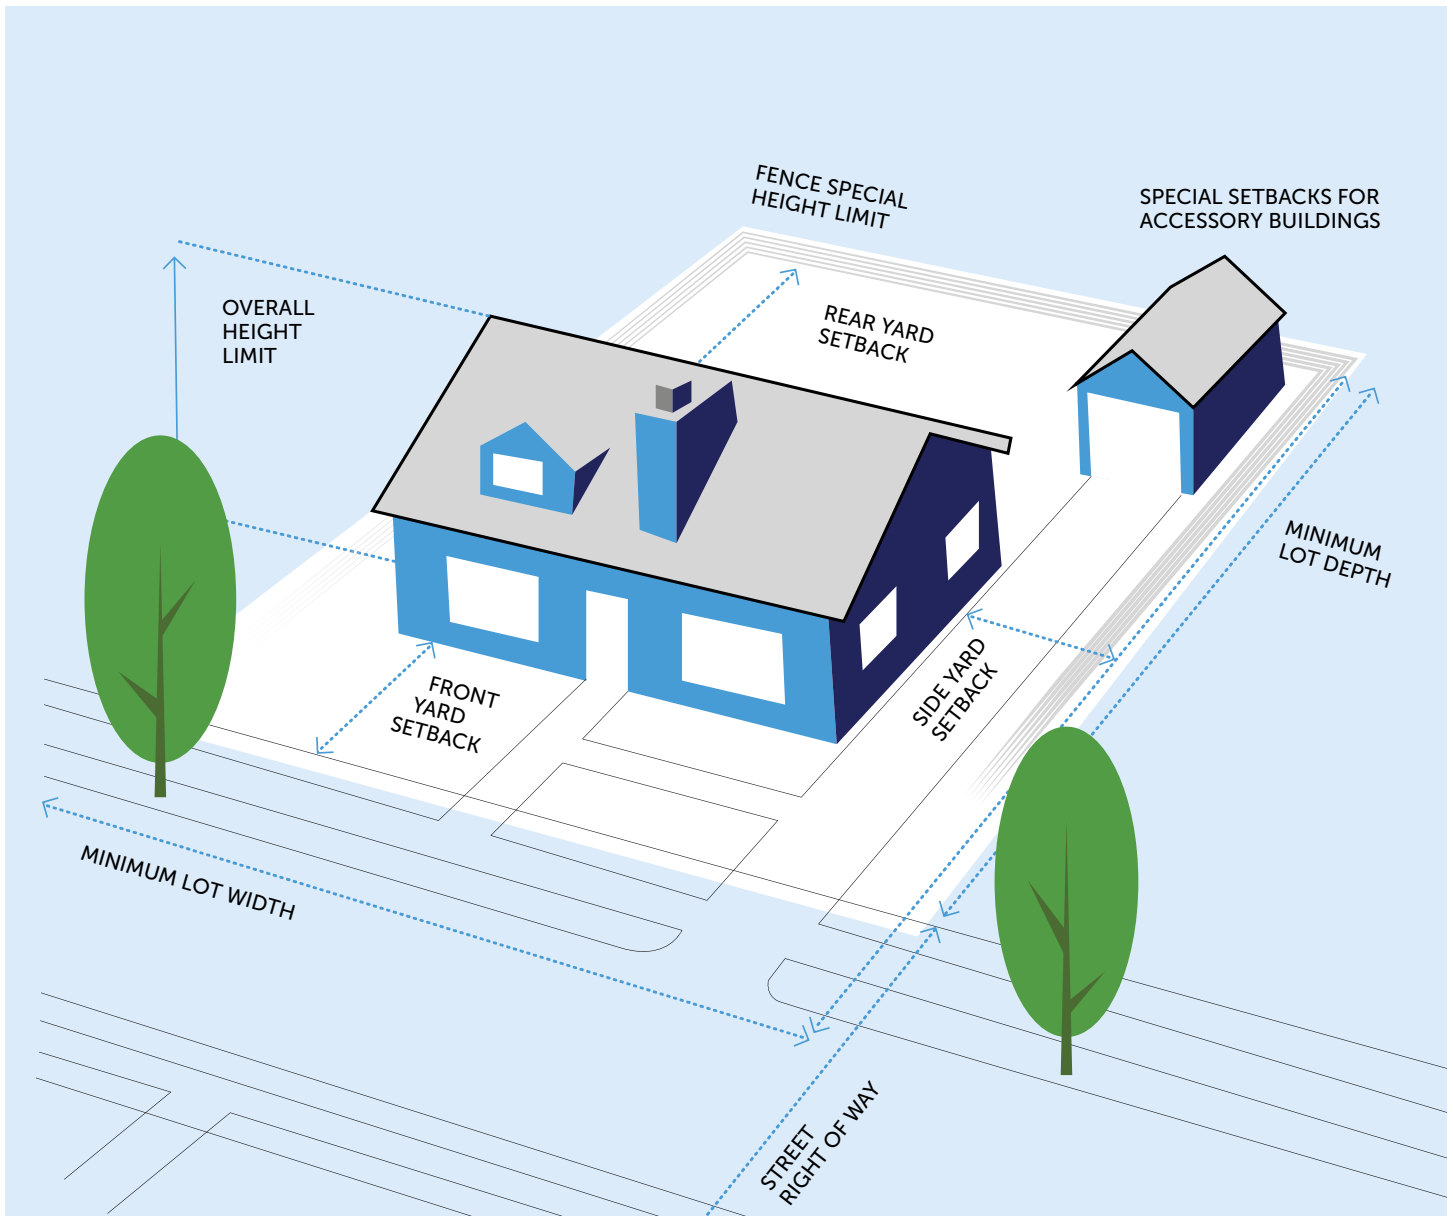 FENCE SPECIAL
HEIGHT LIMIT
SPECIAL SETBACKS FOR
ACCESSORY BUILDINGS
OVERALL
HEIGHT
LIMIT
REAR YARD
SETBACK
MINIMUM
LOT DEPTH
SIDE YARD
SETBACK
FRONT
YARD
SETBACK
MINIMUM LOT WIDTH
STREET
RIGHT OF WAY